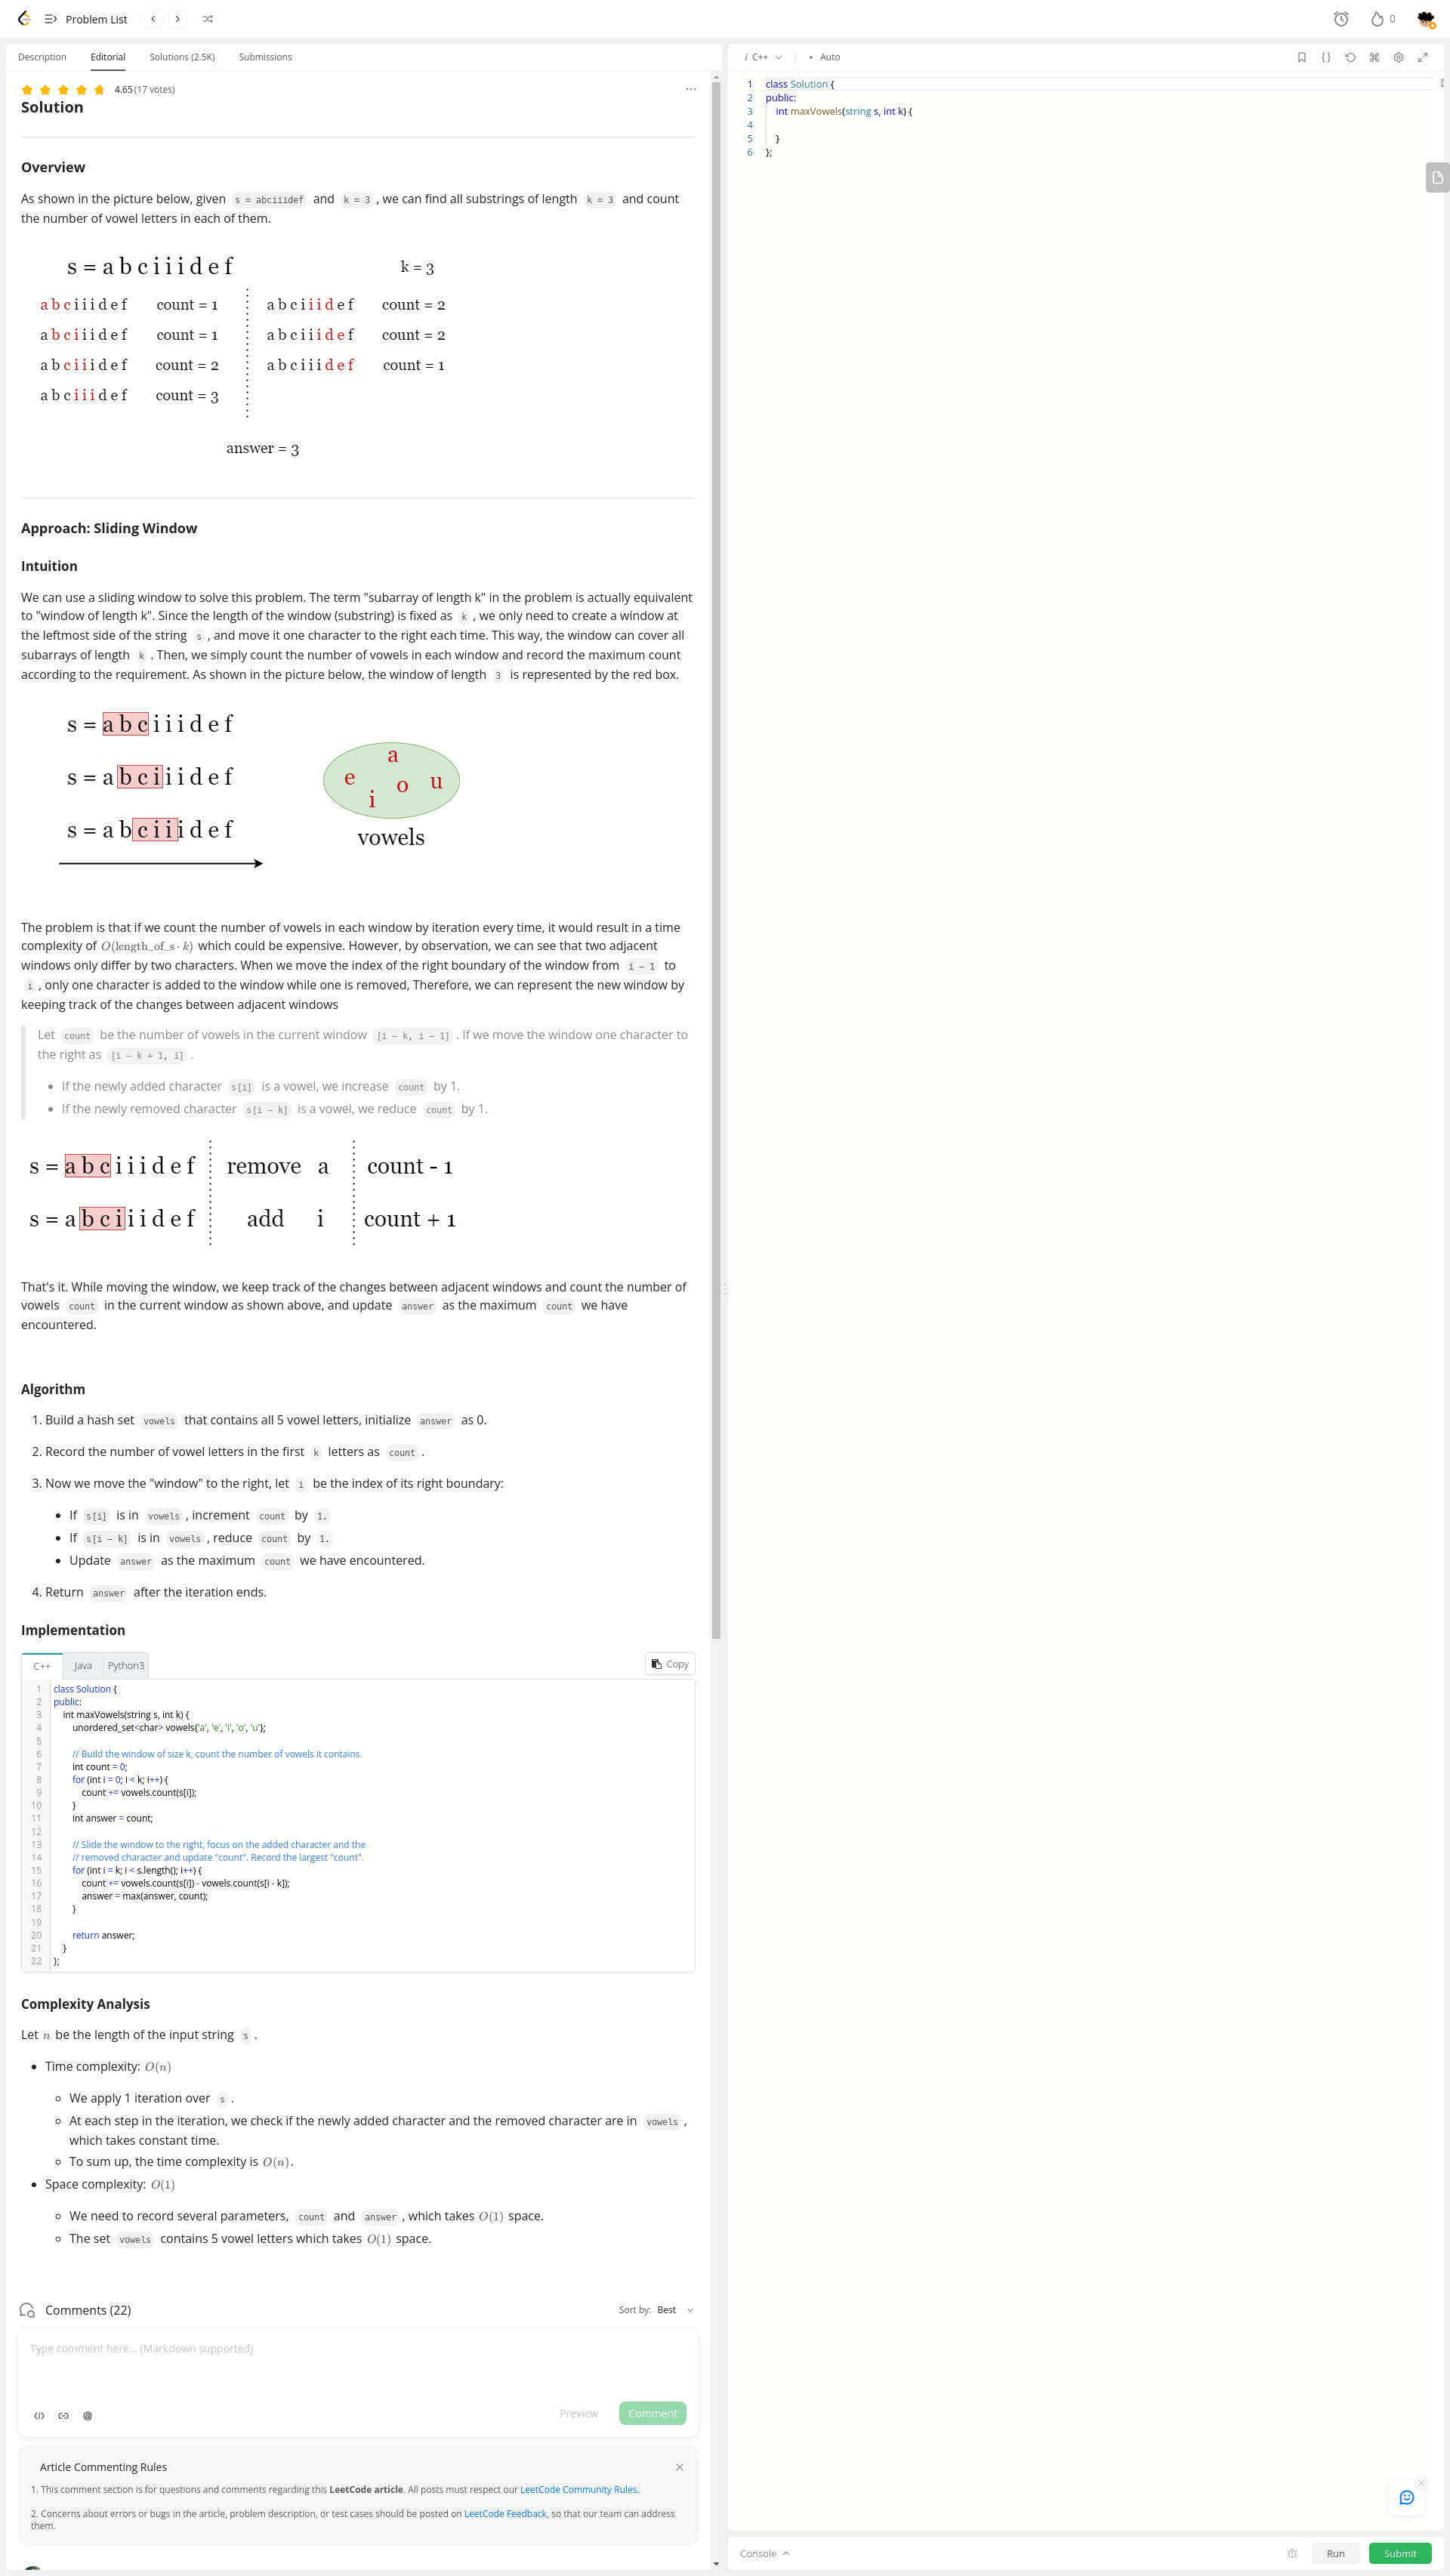 Problem List
0
Description Editorial Solutions (2.5K) Submissions
4.65 (17 votes)
Solution
Overview
As shown in the picture below, given s = abciiidef and k = 3 , we can find all substrings of length k = 3 and count
the number of vowel letters in each of them.
s = a b c i i i d e f k = 3
a b c i i i d e f count = 1 a b c i i i d e f count = 2
a b c i i i d e f count = 1 a b c i i i d e f count = 2
a b c i i i d e f count = 2 a b c i i i d e f count = 1
a b c i i i d e f count = 3
answer = 3
Approach: Sliding Window
Intuition
We can use a sliding window to solve this problem. The term "subarray of length k" in the problem is actually equivalent
to "window of length k". Since the length of the window (substring) is fixed as k , we only need to create a window at
the leftmost side of the string s , and move it one character to the right each time. This way, the window can cover all
subarrays of length k . Then, we simply count the number of vowels in each window and record the maximum count
according to the requirement. As shown in the picture below, the window of length 3 is represented by the red box.
s = a b c i i i d e f
s = a b c i i i d e f
s = a b c i i i d e f
a
e
o
u
i
vowels
The problem is that if we count the number of vowels in each window by iteration every time, it would result in a time
complexity of O(length_of_s · k) which could be expensive. However, by observation, we can see that two adjacent
windows only differ by two characters. When we move the index of the right boundary of the window from i − 1 to
i , only one character is added to the window while one is removed, Therefore, we can represent the new window by
keeping track of the changes between adjacent windows
Let count be the number of vowels in the current window [i − k, i − 1] . If we move the window one character to
the right as [i − k + 1, i] .
• If the newly added character s[i] is a vowel, we increase count by 1.
• If the newly removed character s[i − k] is a vowel, we reduce count by 1.
s = a b c i i i d e f remove a count - 1
s = a b c i i i d e f add i count + 1
That's it. While moving the window, we keep track of the changes between adjacent windows and count the number of
vowels count in the current window as shown above, and update answer as the maximum count we have
encountered.
Algorithm
1. Build a hash set vowels that contains all 5 vowel letters, initialize answer as 0.
2. Record the number of vowel letters in the first k letters as count .
3. Now we move the "window" to the right, let i be the index of its right boundary:
• If s[i] is in vowels , increment count by 1.
• If s[i − k] is in vowels , reduce count by 1.
• Update answer as the maximum count we have encountered.
4. Return answer after the iteration ends.
Implementation
C++ Java Python3 Copy
1 class Solution {
2 public:
3 int maxVowels(string s, int k) {
4 unordered_set<char> vowels{'a', 'e', 'i', 'o', 'u'};
5
6 // Build the window of size k, count the number of vowels it contains.
7 int count = 0;
8 for (int i = 0; i < k; i++) {
9 count += vowels.count(s[i]);
10 }
11 int answer = count;
12
13 // Slide the window to the right, focus on the added character and the
14 // removed character and update "count". Record the largest "count".
15 for (int i = k; i < s.length(); i++) {
16 count += vowels.count(s[i]) - vowels.count(s[i - k]);
17 answer = max(answer, count);
18 }
19
20 return answer;
21 }
22 };
Complexity Analysis
Let n be the length of the input string s .
• Time complexity: O(n)
◦ We apply 1 iteration over s .
◦ At each step in the iteration, we check if the newly added character and the removed character are in vowels ,
which takes constant time.
◦ To sum up, the time complexity is O(n).
• Space complexity: O(1)
◦ We need to record several parameters, count and answer , which takes O(1) space.
◦ The set vowels contains 5 vowel letters which takes O(1) space.
Comments (22) Sort by: Best
Type comment here... (Markdown supported)
Preview Comment
Article Commenting Rules
1. This comment section is for questions and comments regarding this LeetCode article. All posts must respect our LeetCode Community Rules.
2. Concerns about errors or bugs in the article, problem description, or test cases should be posted on LeetCode Feedback, so that our team can address
them.
i C++ • Auto
1 class Solution {
2 public:
3 int maxVowels(string s, int k) {
4
5 }
6 };
Console Run Submit